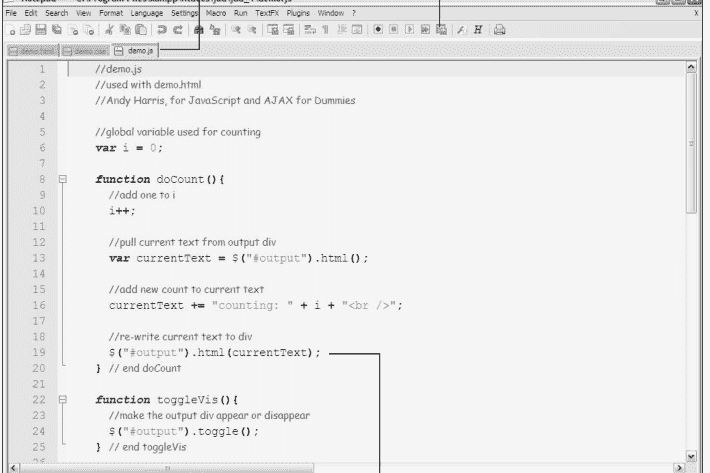 File Edit Search View Format Language Settings Macro Run TextFX Plugins Window ? X
demo.html demo.css demo.js
1 //demo.js
2 //used with demo.html
3 //Andy Harris, for JavaScript and AJAX for Dummies
4
5 //global variable used for counting
6 var i = 0;
7
8 function doCount(){
9 //add one to i
10 i++;
11
12 //pull current text from output div
13 var currentText = $("#output").html();
14
15 //add new count to current text
16 currentText += "counting: " + i + "<br />";
17
18 //re-write current text to div
19 $("#output").html(currentText);
20 } // end doCount
21
22 function toggleVis(){
23 //make the output div appear or disappear
24 $("#output").toggle();
25 } // end toggleVis